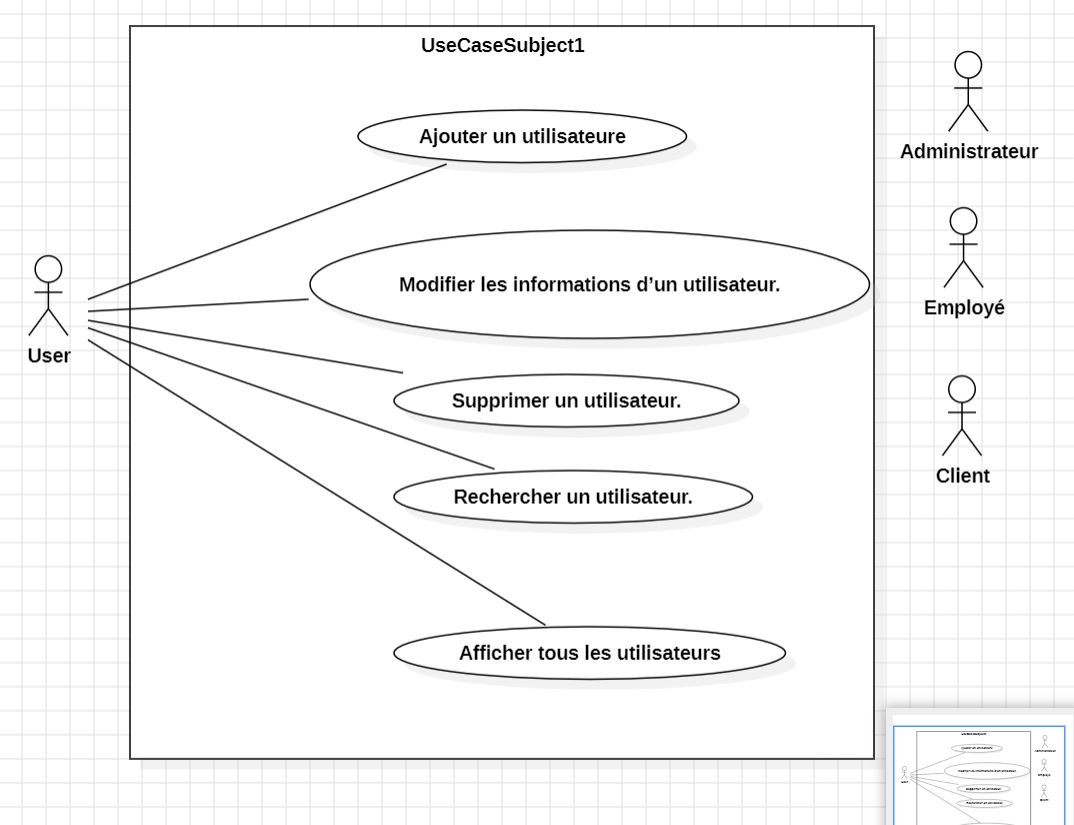 UseCaseSubject1
Ajouter un utilisateure
Administrateur
Modifier les informations d’un utilisateur.
Employé
User
Supprimer un utilisateur.
Client
Rechercher un utilisateur.
Afficher tous les utilisateurs